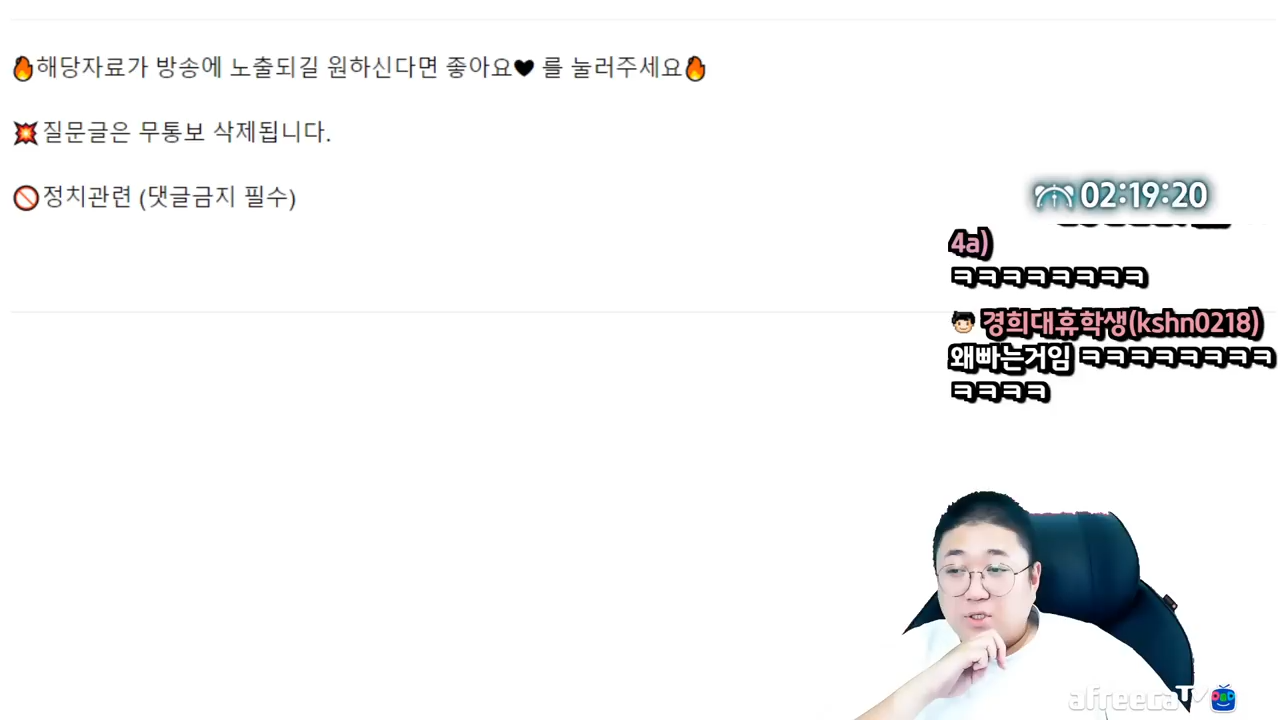 🔥해당자료가 방송에 노출되길 원하신다면 좋아요🖤 를 눌러주세요🔥
💥질문글은 무통보 삭제됩니다.
🚫정치관련 (댓글금지 필수)
02:19:20
4a)
ㅋㅋㅋㅋㅋㅋㅋㅋ
경희대휴학생(kshn0218)
왜빠는거임 ㅋㅋㅋㅋㅋㅋㅋㅋ
ㅋㅋㅋㅋ
afreecaTV